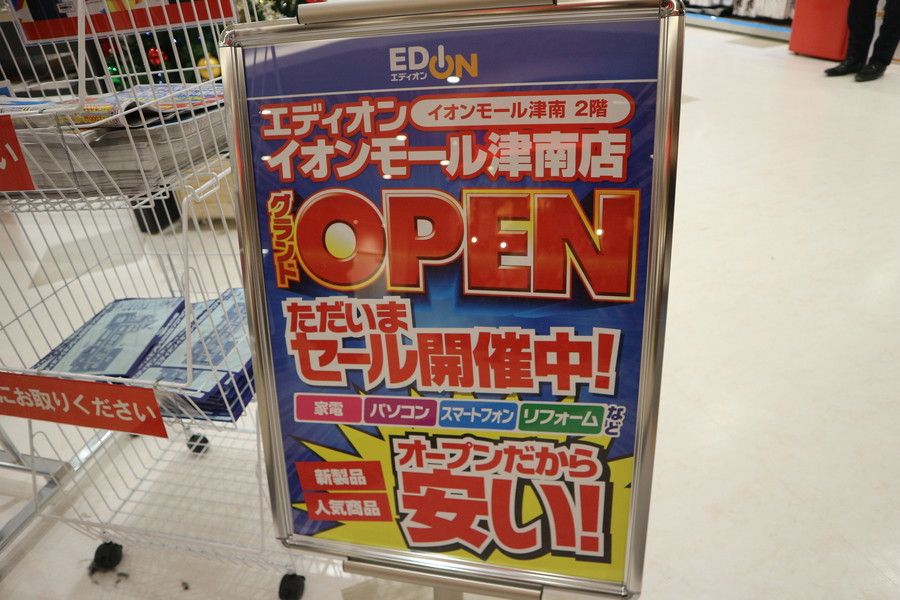 EDION
エディオン
エディオン イオンモール津南 2階
イオンモール津南店
グランド
OPEN
ただいま
セール開催中!
家電 パソコン スマートフォン リフォーム など
新製品
人気商品
オープンだから
安い!
い
にお取りください